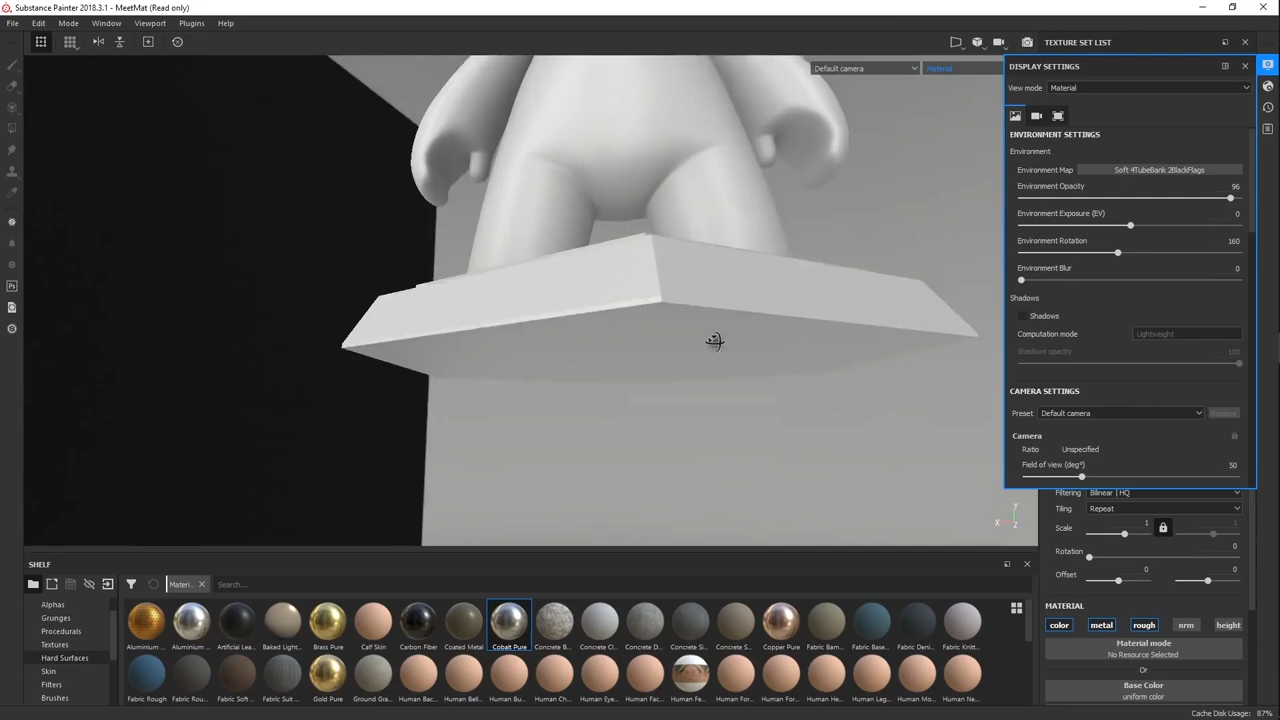 Substance Painter 2018.3.1 - MeetMat (Read only)
File Edit Mode Window Viewport Plugins Help
TEXTURE SET LIST
Default camera
Material
DISPLAY SETTINGS
View mode Material
ENVIRONMENT SETTINGS
Environment
Environment Map Soft 4TubeBank 2BlackFlags
Environment Opacity 96
Environment Exposure (EV) 0
Environment Rotation 160
Environment Blur 0
Shadows
Shadows
Computation mode Lightweight
Shadows opacity 100
CAMERA SETTINGS
Preset Default camera
Camera
Ratio Unspecified
Field of view (deg°) 50
Filtering Bilinear | HQ
Tiling Repeat
Scale 1 1
Rotation 0
Offset 0 0
MATERIAL
color metal rough nrm height
Material mode
No Resource Selected
Or
Base Color
uniform color
Y
X
Z
SHELF
Materi...
Search...
Alphas
Grunges
Procedurals
Textures
Hard Surfaces
Skin
Filters
Brushes
Aluminium ... Aluminium ... Artificial Lea... Baked Light... Brass Pure Calf Skin Carbon Fiber Coated Metal Cobalt Pure Concrete B... Concrete Cl... Concrete D... Concrete S... Concrete S... Copper Pure Fabric Bam... Fabric Base... Fabric Deni... Fabric Knitt...
Fabric Rough Fabric Rou... Fabric Soft ... Fabric Suit ... Gold Pure Ground Gra... Human Bac... Human Bell... Human Bu... Human Ch... Human Eye... Human Fac... Human Fe... Human For... Human For... Human Hea... Human Leg... Human Mo... Human Ne...
Cache Disk Usage: 87%